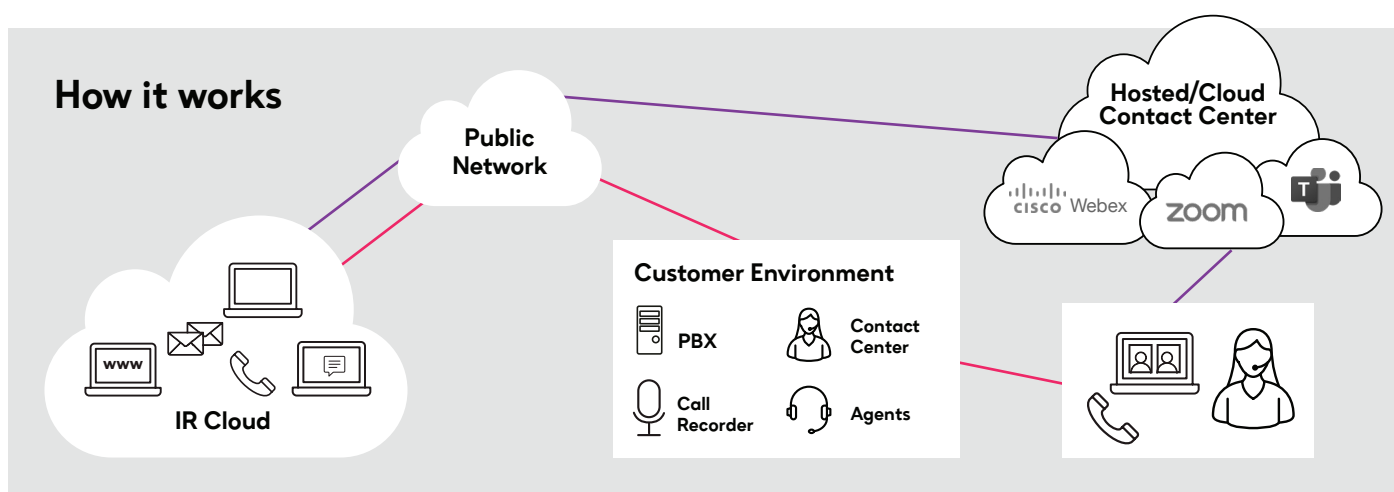 How it works
Public
Network
Hosted/Cloud
Contact Center
CISCO Webex
zoom
T
www
IR Cloud
Customer Environment
PBX
Contact
Center
Call
Recorder
Agents